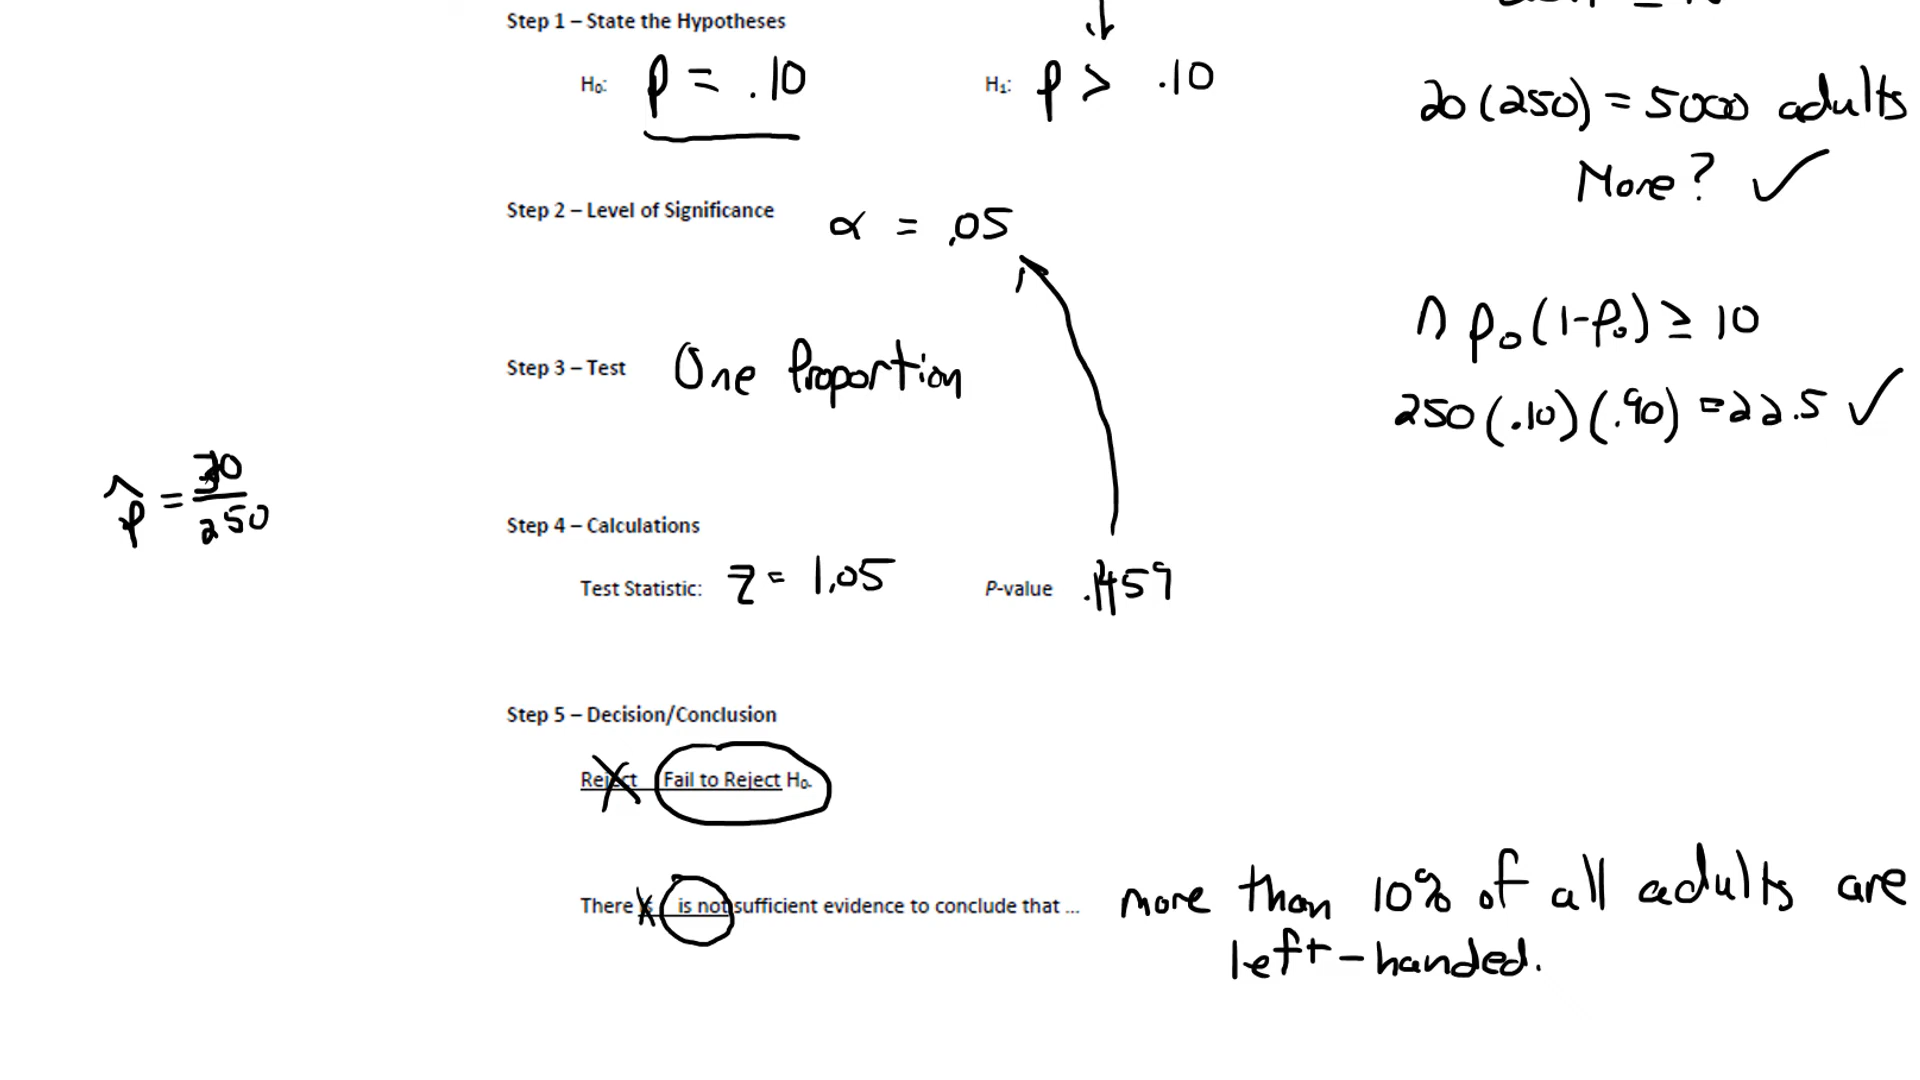 Step 1 – State the Hypotheses
H₀: p = .10 H₁: p > .10
20(250) = 5000 adults
More? ✓
Step 2 – Level of Significance α = .05
n p₀(1-p₀) ≥ 10
Step 3 – Test One Proportion
250(.10)(.90) = 22.5 ✓
p̂ = 30/250
Step 4 – Calculations
Test Statistic: z = 1.05 P-value .1459
Step 5 – Decision/Conclusion
Reject Fail to Reject H₀.
There is is not sufficient evidence to conclude that ... more than 10% of all adults are
left-handed.